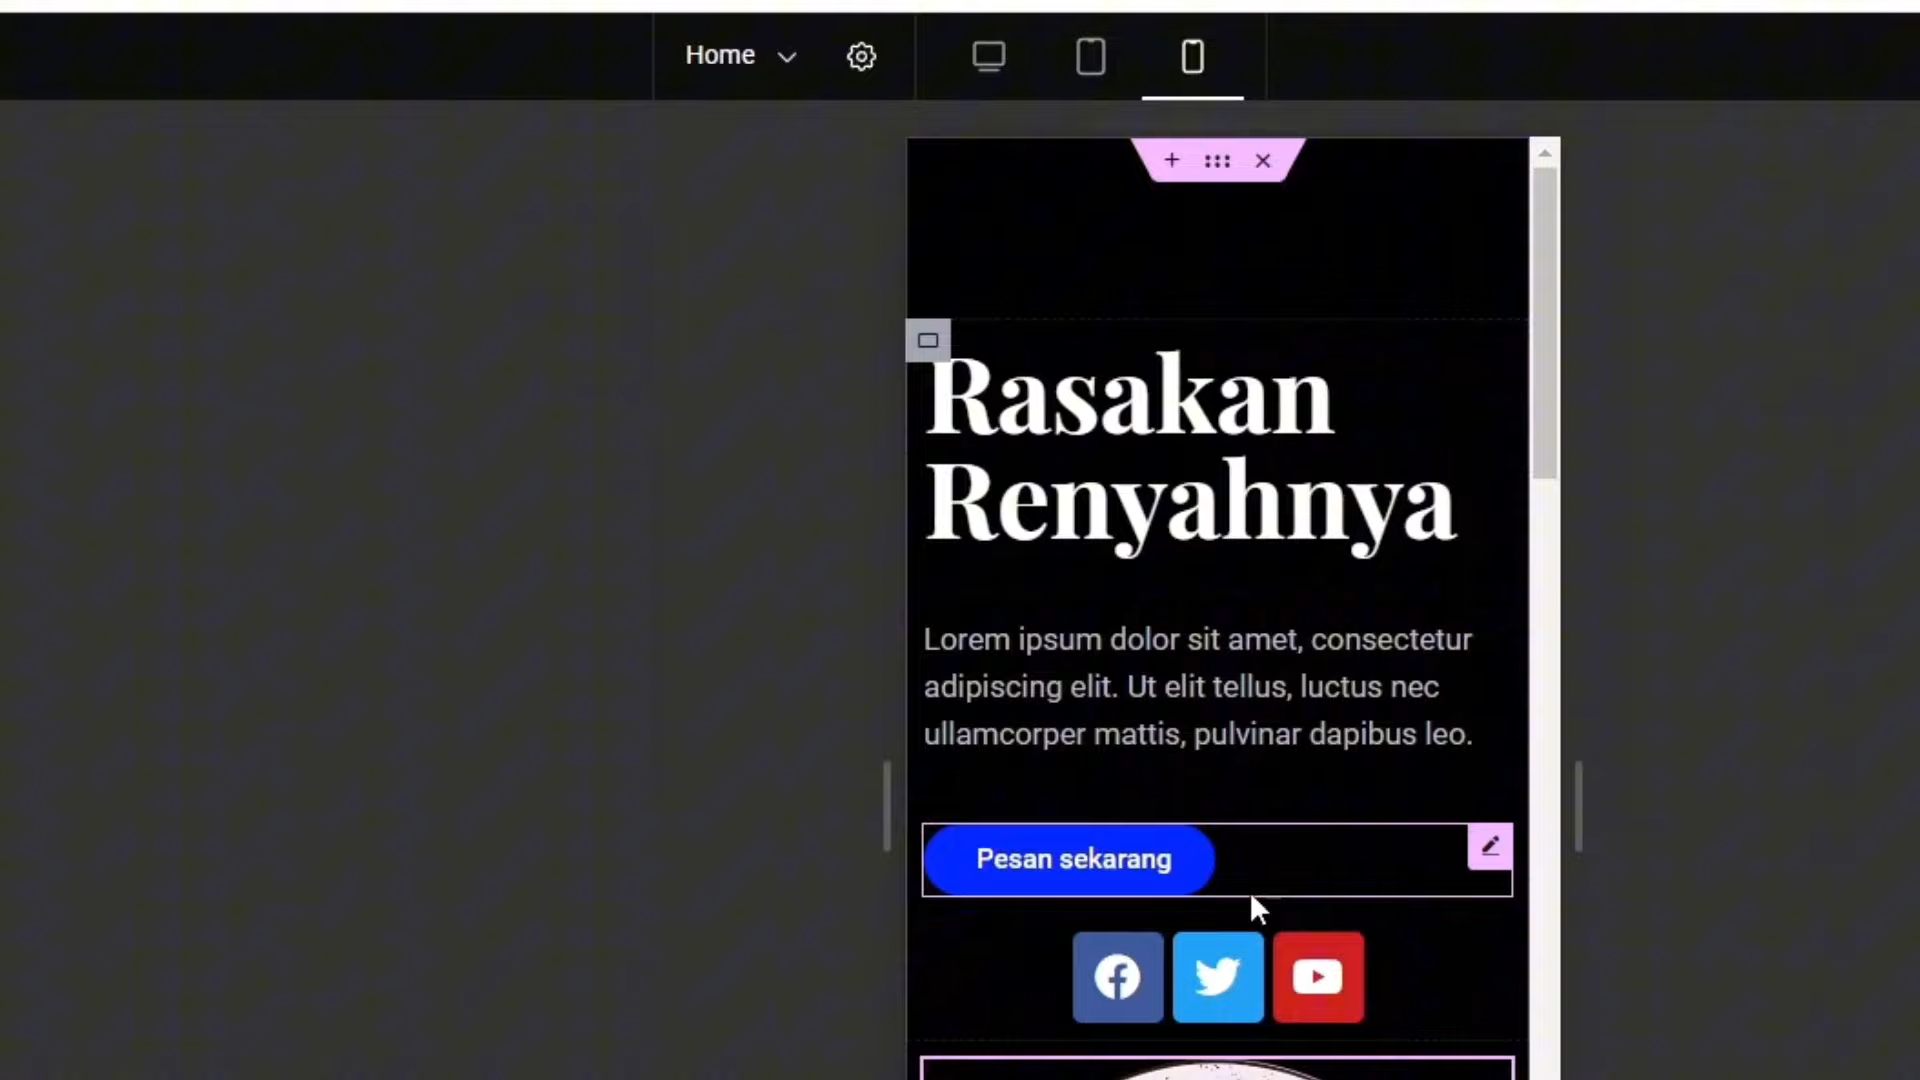 Home
Rasakan
Renyahnya
Lorem ipsum dolor sit amet, consectetur
adipiscing elit. Ut elit tellus, luctus nec
ullamcorper mattis, pulvinar dapibus leo.
Pesan sekarang